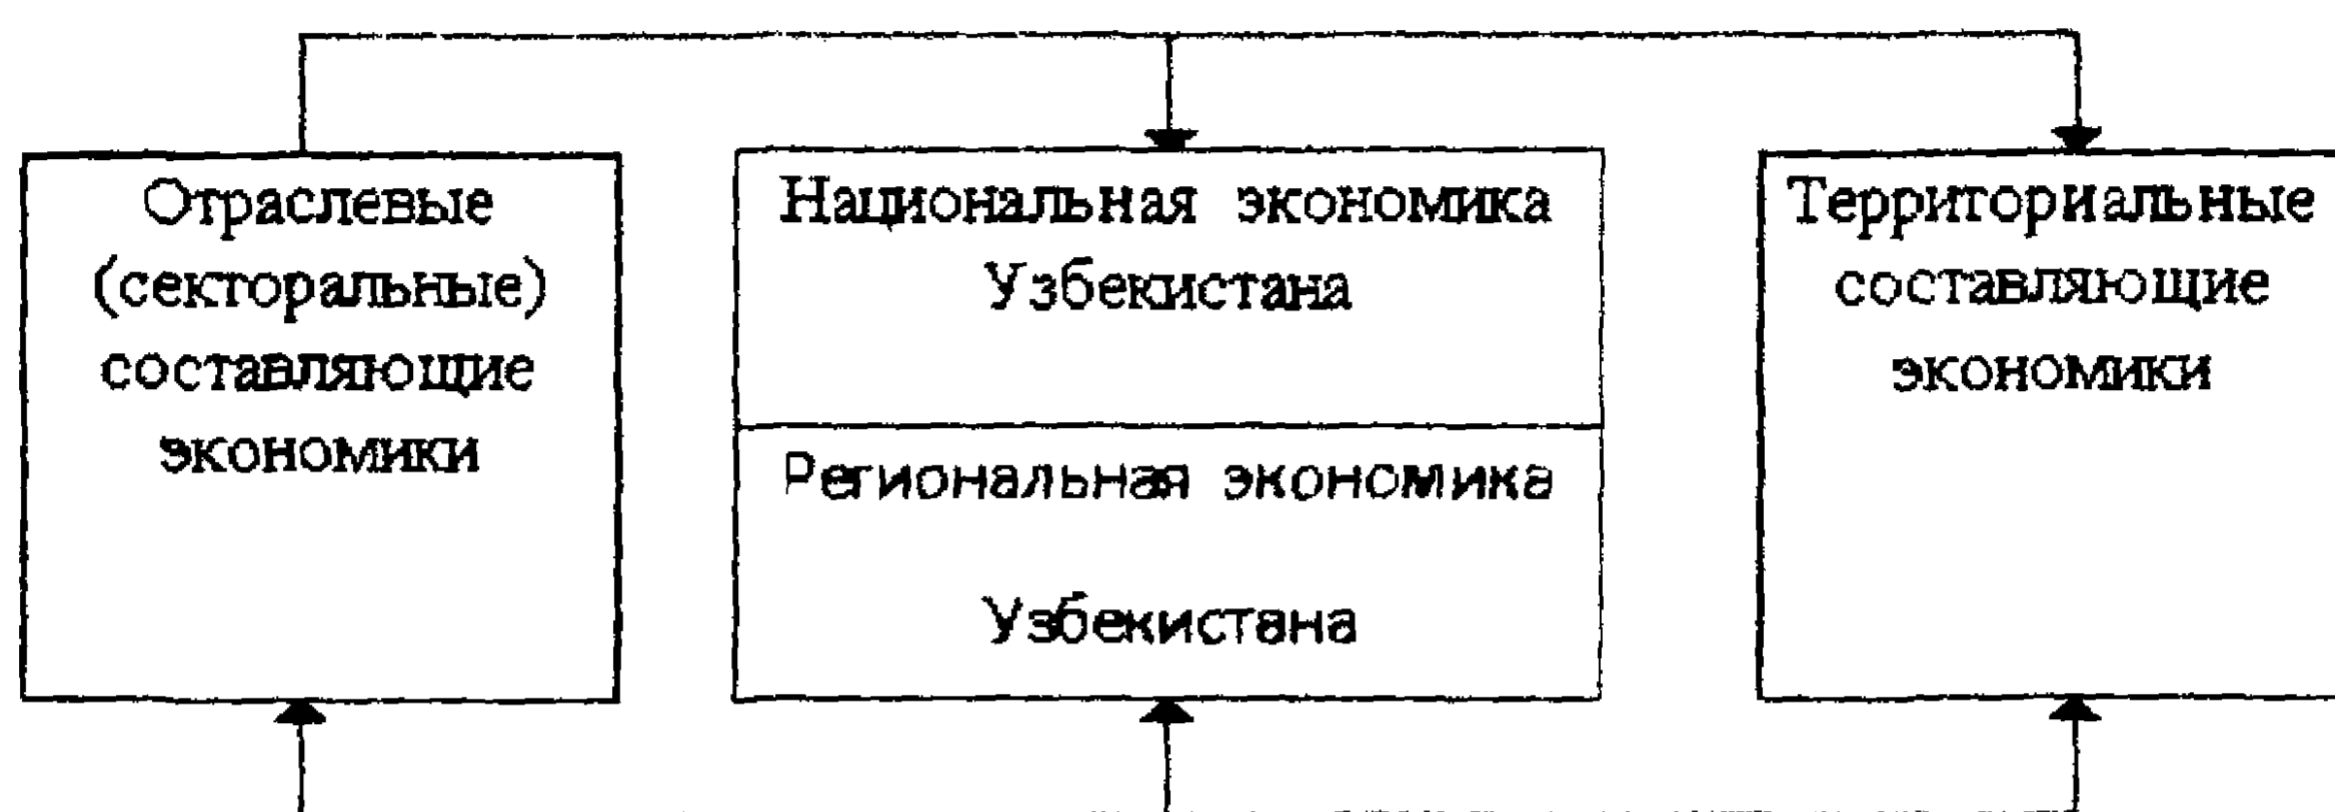 Отраслевые
(секторальные)
составляющие
экономики
Национальная экономика
Узбекистана
Региональная экономика
Узбекистана
Территориальные
составляющие
экономики